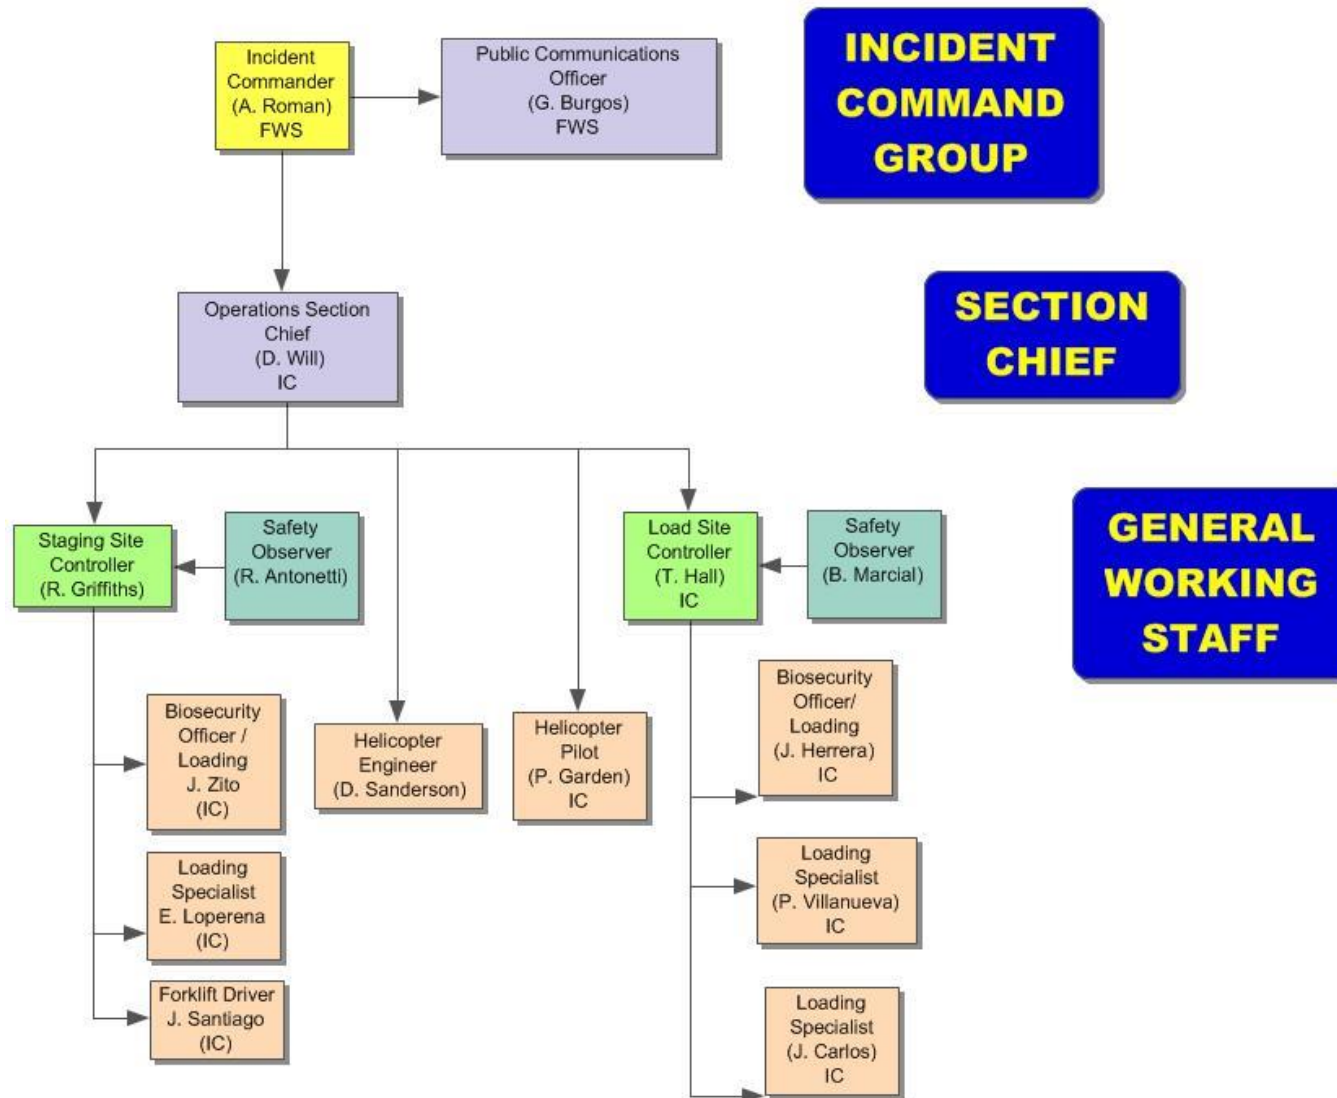 Incident
Commander
(A. Roman)
FWS
Public Communications
Officer
(G. Burgos)
FWS
INCIDENT
COMMAND
GROUP
Operations Section
Chief
(D. Will)
IC
SECTION
CHIEF
Staging Site
Controller
(R. Griffiths)
Safety
Observer
(R. Antonetti)
Load Site
Controller
(T. Hall)
IC
Safety
Observer
(B. Marcial)
GENERAL
WORKING
STAFF
Biosecurity
Officer /
Loading
J. Zito
(IC)
Helicopter
Engineer
(D. Sanderson)
Helicopter
Pilot
(P. Garden)
IC
Biosecurity
Officer/
Loading
(J. Herrera)
IC
Loading
Specialist
E. Loperena
(IC)
Loading
Specialist
(P. Villanueva)
IC
Forklift Driver
J. Santiago
(IC)
Loading
Specialist
(J. Carlos)
IC